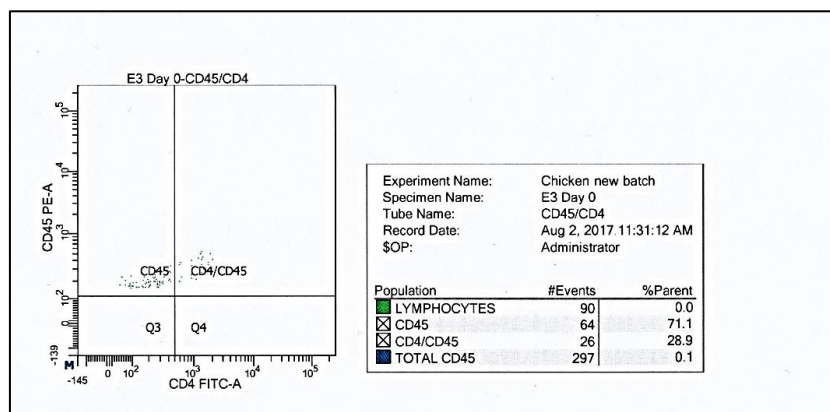 E3 Day 0-CD45/CD4
10^5
10^4
10^3
10^2
0
-139
CD45 PE-A
CD45
CD4/CD45
Q3
Q4
M
-145
0
10^2
10^3
10^4
10^5
CD4 FITC-A
Experiment Name: Chicken new batch
Specimen Name: E3 Day 0
Tube Name: CD45/CD4
Record Date: Aug 2, 2017 11:31:12 AM
$OP: Administrator
Population #Events %Parent
LYMPHOCYTES 90 0.0
CD45 64 71.1
CD4/CD45 26 28.9
TOTAL CD45 297 0.1